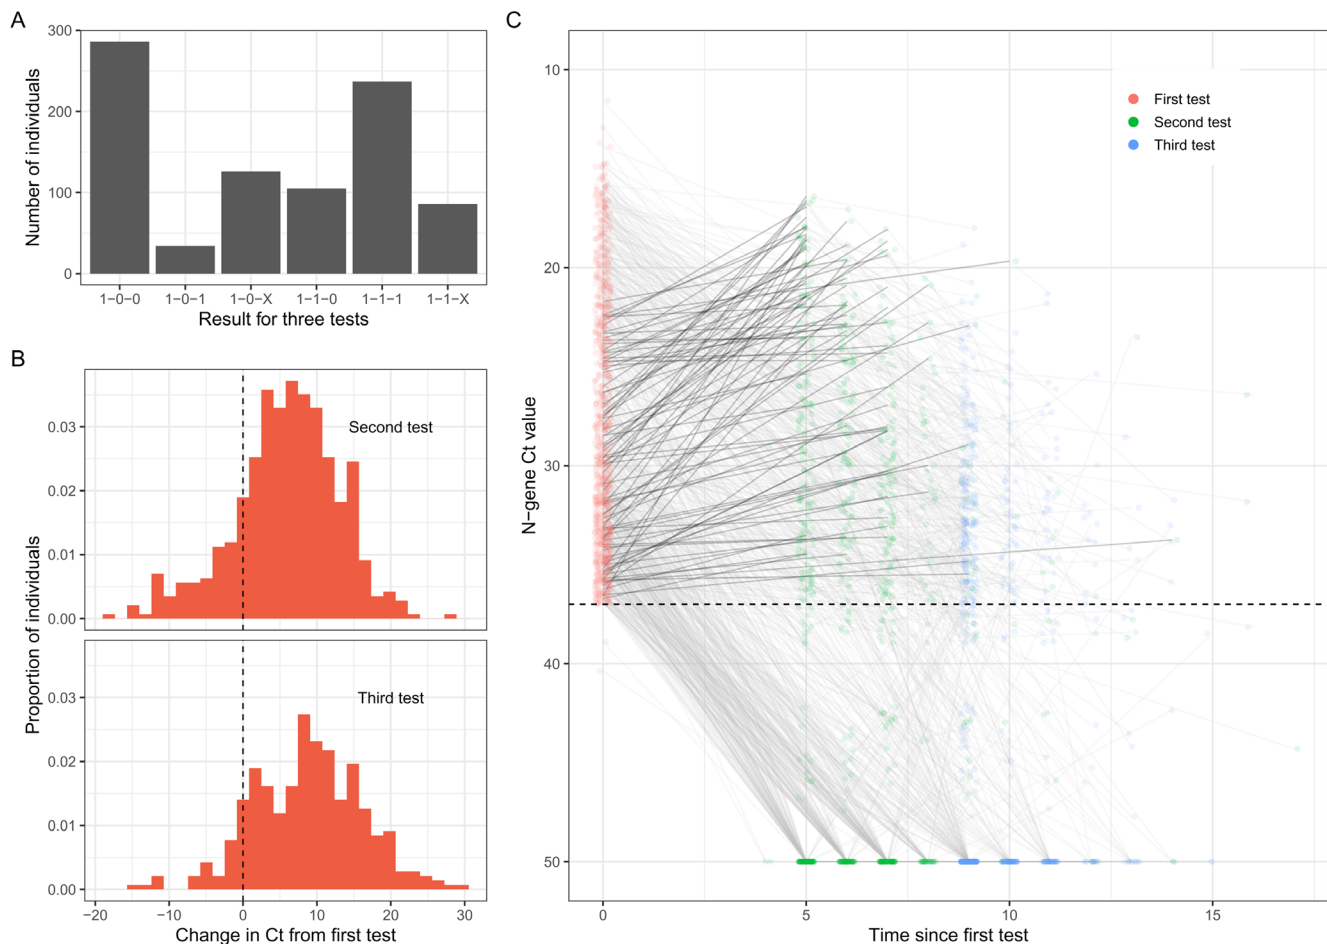 A
300
200
100
0
Number of individuals
1−0−0 1−0−1 1−0−X 1−1−0 1−1−1 1−1−X
Result for three tests
B
Second test
0.03
0.02
0.01
0.00
Third test
0.03
0.02
0.01
0.00
Proportion of individuals
−20 −10 0 10 20 30
Change in Ct from first test
C
10
20
30
40
50
N−gene Ct value
First test
Second test
Third test
0 5 10 15
Time since first test